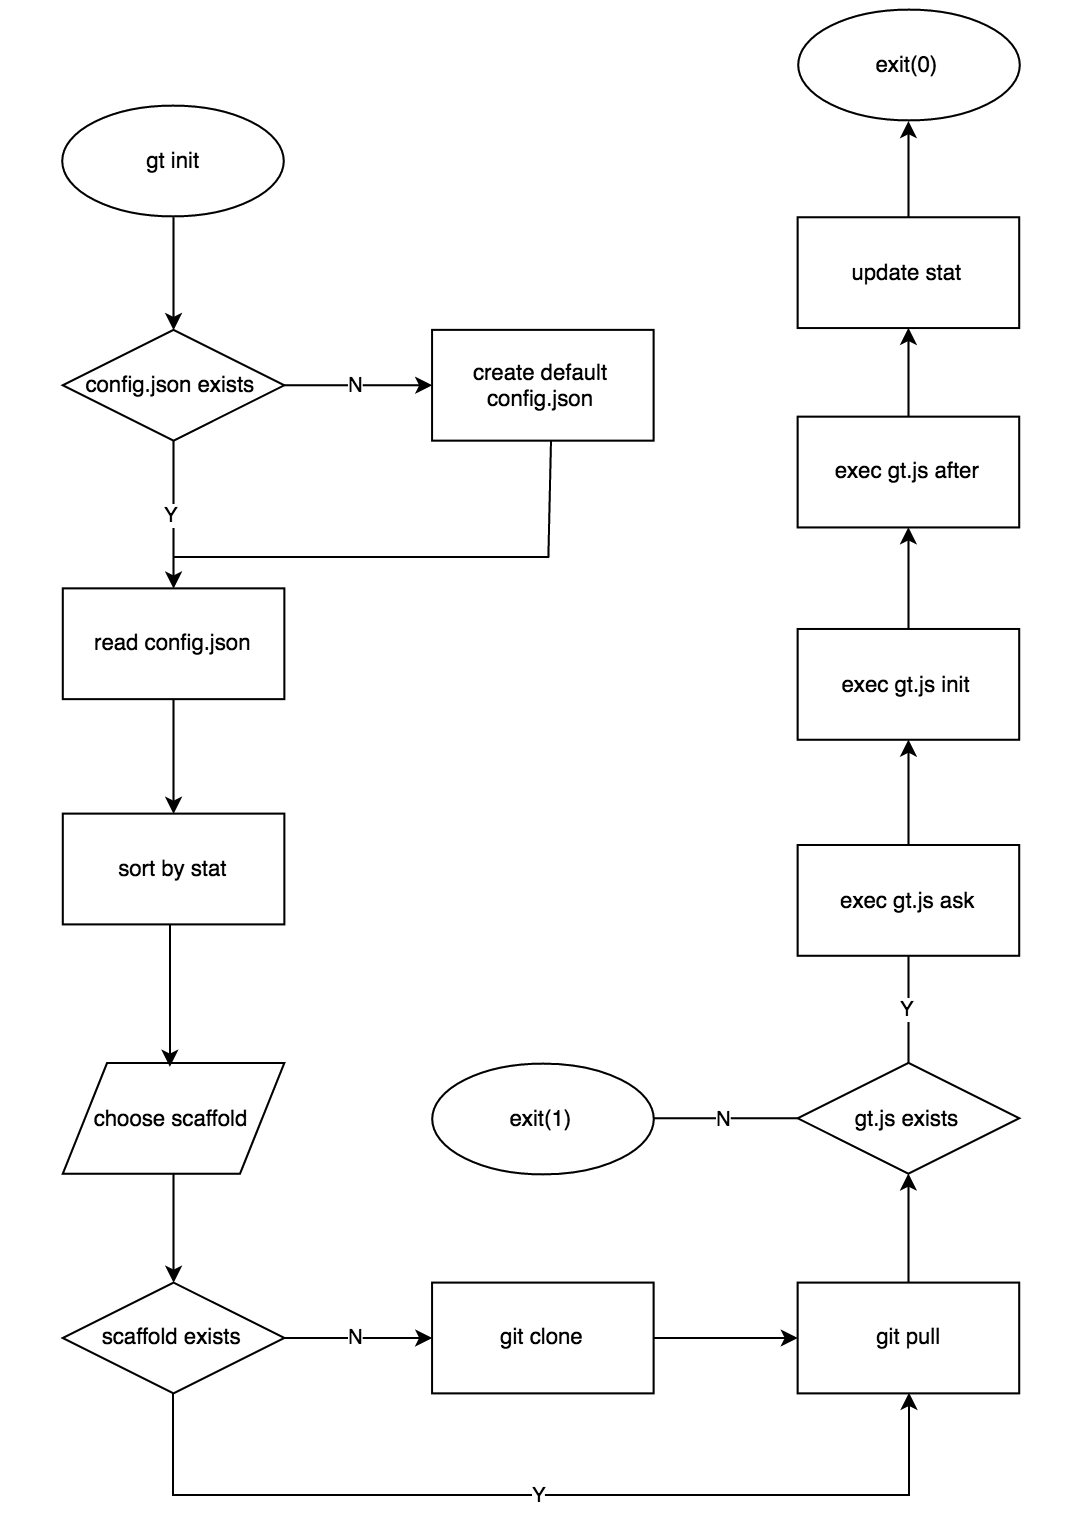 gt init
config.json exists
N
create default
config.json
Y
read config.json
sort by stat
choose scaffold
scaffold exists
N
git clone
git pull
Y
gt.js exists
N
exit(1)
Y
exec gt.js ask
exec gt.js init
exec gt.js after
update stat
exit(0)